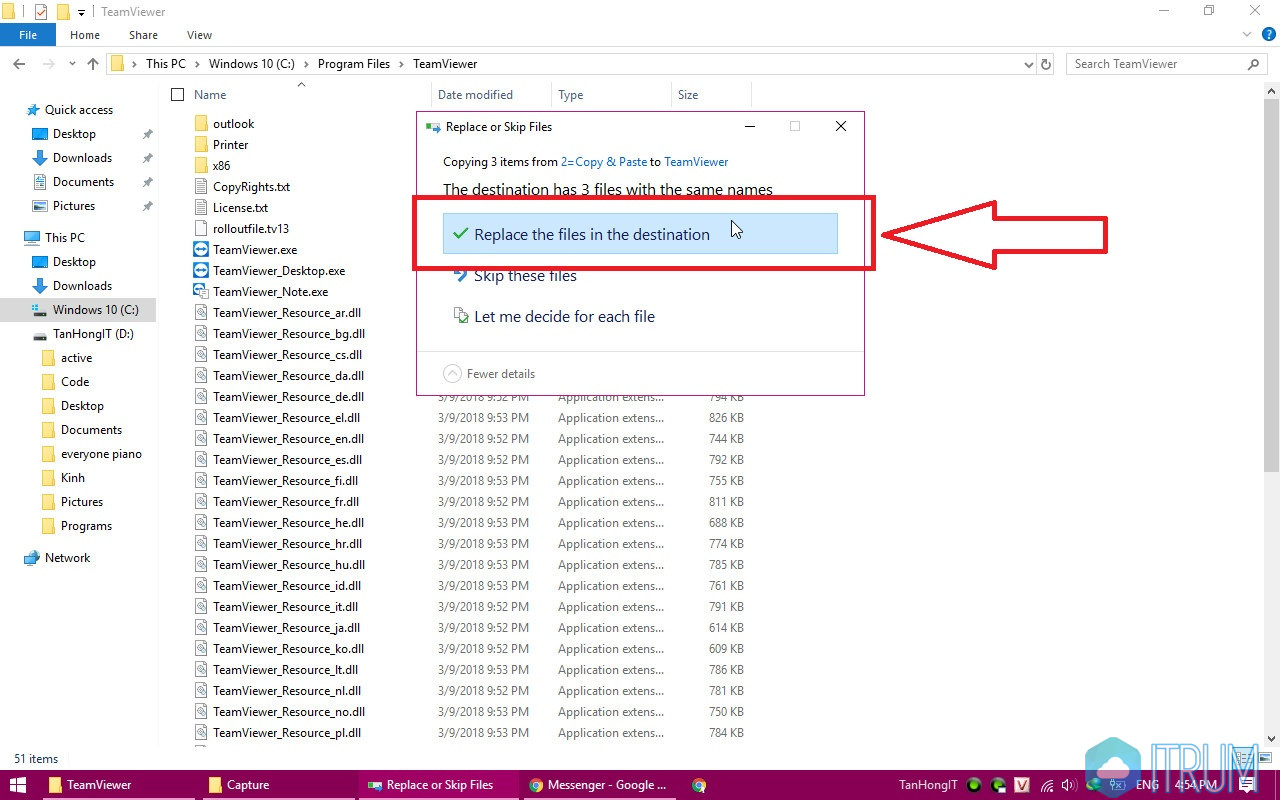 TeamViewer
File Home Share View
This PC Windows 10 (C:) Program Files TeamViewer
Search TeamViewer
Name Date modified Type Size
Quick access
Desktop
Downloads
Documents
Pictures
This PC
Desktop
Downloads
Windows 10 (C:)
TanHongIT (D:)
active
Code
Desktop
Documents
everyone piano
Kinh
Pictures
Programs
Network
outlook
Printer
x86
CopyRights.txt
License.txt
rolloutfile.tv13
TeamViewer.exe
TeamViewer_Desktop.exe
TeamViewer_Note.exe
TeamViewer_Resource_ar.dll
TeamViewer_Resource_bg.dll
TeamViewer_Resource_cs.dll
TeamViewer_Resource_da.dll
TeamViewer_Resource_de.dll 3/9/2018 9:52 PM Application extens... 794 KB
TeamViewer_Resource_el.dll 3/9/2018 9:53 PM Application extens... 826 KB
TeamViewer_Resource_en.dll 3/9/2018 9:52 PM Application extens... 744 KB
TeamViewer_Resource_es.dll 3/9/2018 9:52 PM Application extens... 792 KB
TeamViewer_Resource_fi.dll 3/9/2018 9:53 PM Application extens... 755 KB
TeamViewer_Resource_fr.dll 3/9/2018 9:52 PM Application extens... 811 KB
TeamViewer_Resource_he.dll 3/9/2018 9:53 PM Application extens... 688 KB
TeamViewer_Resource_hr.dll 3/9/2018 9:53 PM Application extens... 774 KB
TeamViewer_Resource_hu.dll 3/9/2018 9:53 PM Application extens... 785 KB
TeamViewer_Resource_id.dll 3/9/2018 9:53 PM Application extens... 761 KB
TeamViewer_Resource_it.dll 3/9/2018 9:52 PM Application extens... 791 KB
TeamViewer_Resource_ja.dll 3/9/2018 9:52 PM Application extens... 614 KB
TeamViewer_Resource_ko.dll 3/9/2018 9:52 PM Application extens... 609 KB
TeamViewer_Resource_lt.dll 3/9/2018 9:53 PM Application extens... 786 KB
TeamViewer_Resource_nl.dll 3/9/2018 9:52 PM Application extens... 781 KB
TeamViewer_Resource_no.dll 3/9/2018 9:53 PM Application extens... 750 KB
TeamViewer_Resource_pl.dll 3/9/2018 9:52 PM Application extens... 784 KB
Replace or Skip Files
Copying 3 items from 2=Copy & Paste to TeamViewer
The destination has 3 files with the same names
Replace the files in the destination
Skip these files
Let me decide for each file
Fewer details
51 items
TeamViewer Capture Replace or Skip Files Messenger - Google ... TanHongIT V ENG 4:54 PM
ITRUM